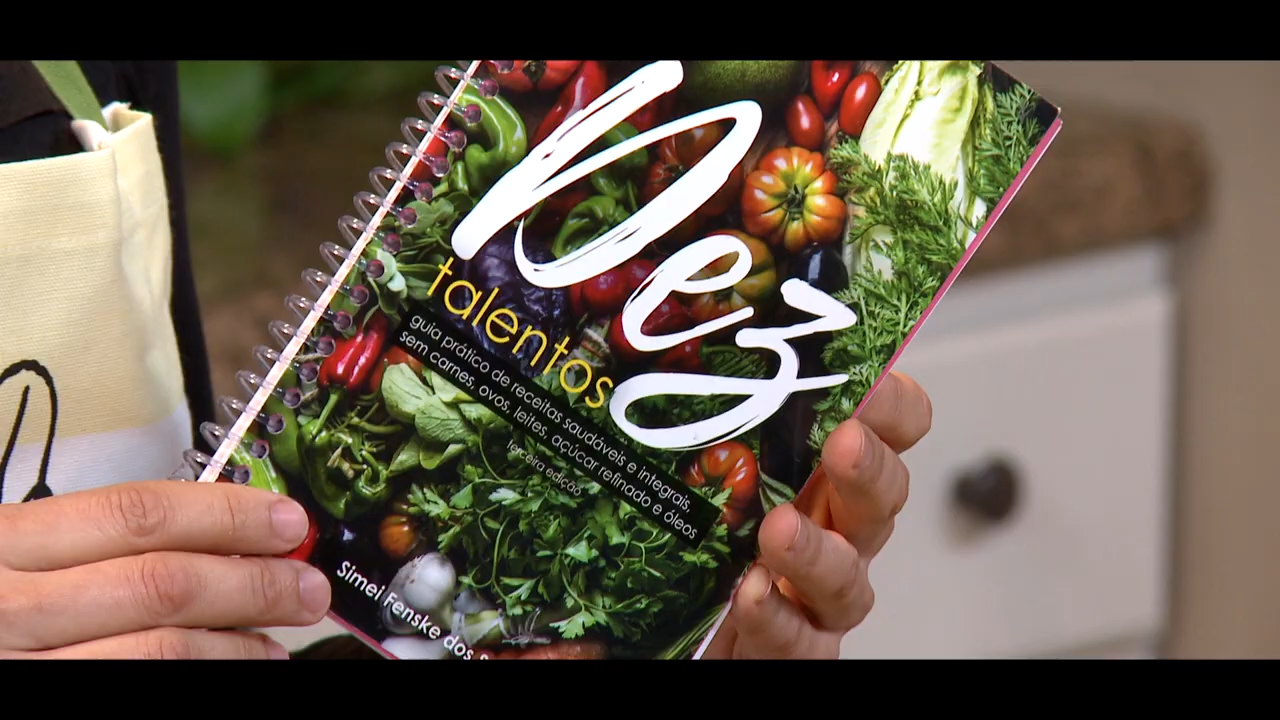 Dez
talentos
guia prático de receitas saudáveis e integrais,
sem carnes, ovos, leites, açúcar refinado e óleos
terceira edição
Simei Fenske dos